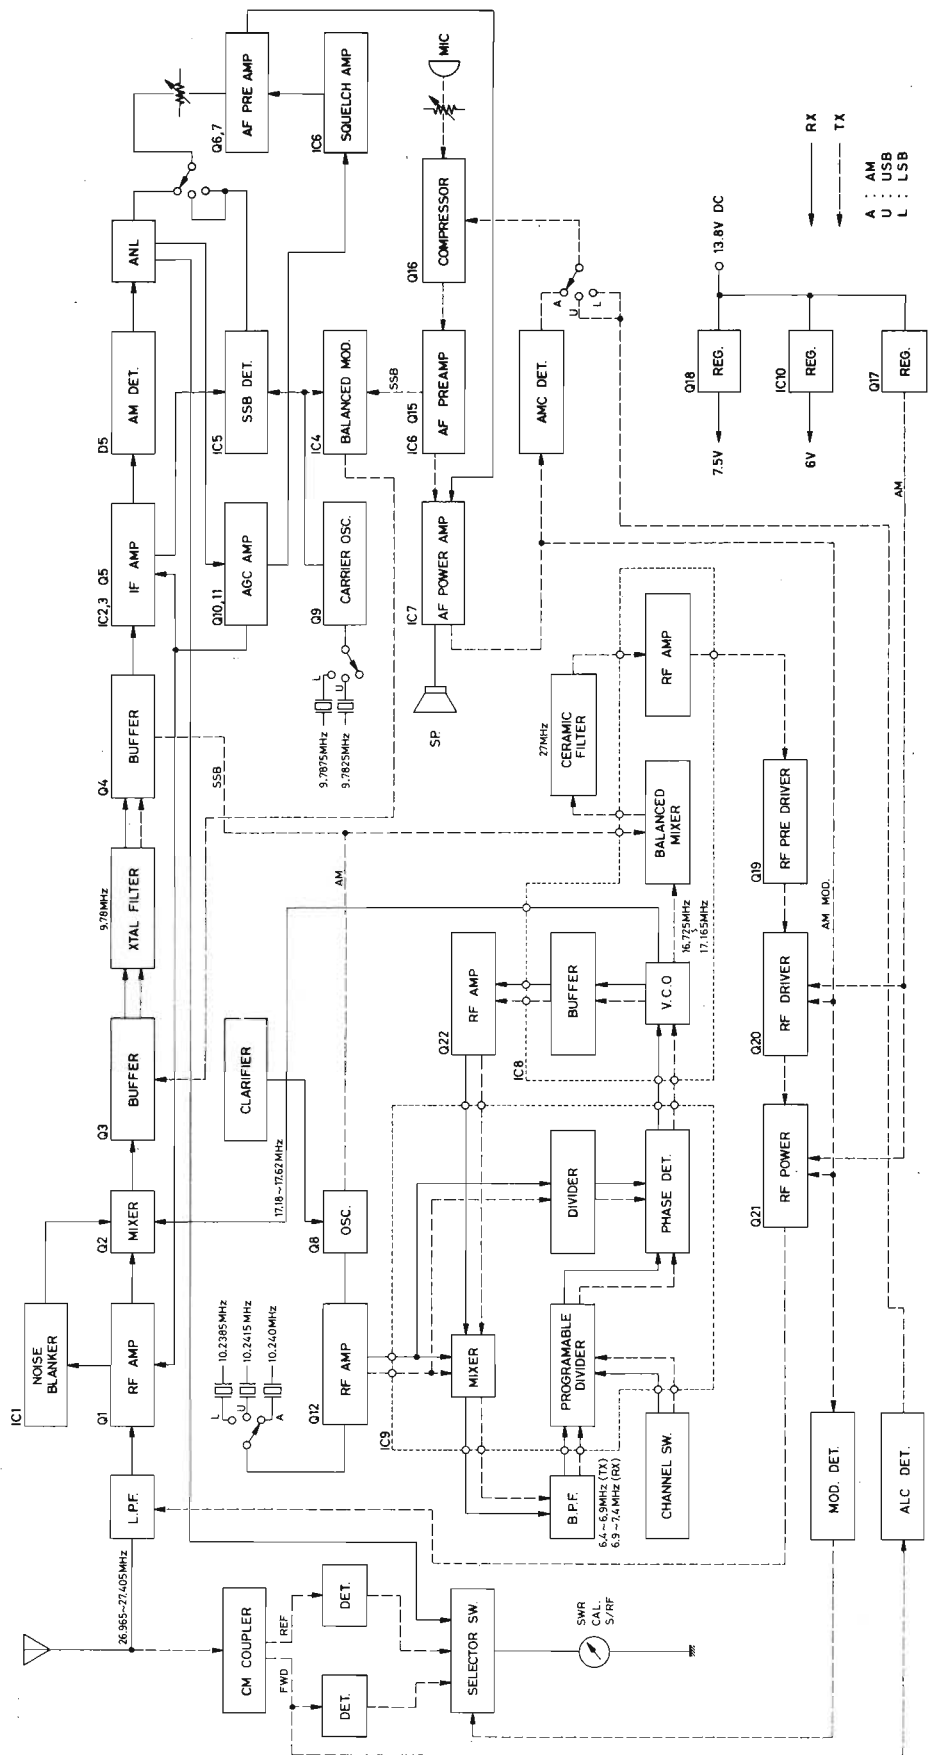 IC1
NOISE
BLANKER
Q1
RF AMP
L.P.F.
26.965~27.405MHz
Q2
MIXER
17.18~17.62MHz
Q3
BUFFER
9.78MHz
XTAL FILTER
Q4
BUFFER
SSB
IC2,3 Q5
IF AMP
D5
AM DET.
ANL
Q6,7
AF PRE AMP
IC6
SQUELCH AMP
Q10,11
AGC AMP
IC5
SSB DET.
Q9
CARRIER OSC.
L
U
9.7875MHz
9.7825MHz
IC4
BALANCED MOD.
SSB
MIC
Q16
COMPRESSOR
IC6 Q15
AF PREAMP
IC7
AF POWER AMP
SP.
AMC DET.
A
U
L
CLARIFIER
Q8
OSC.
AM
Q12
RF AMP
L
U
A
10.2385MHz
10.2415MHz
10.240MHz
IC9
MIXER
B.P.F.
6.4~6.9MHz (TX)
6.9~7.4MHz (RX)
PROGRAMABLE
DIVIDER
CHANNEL SW.
DIVIDER
PHASE DET.
Q22
RF AMP
IC8
BUFFER
V.C.O
16.725MHz
~
17.165MHz
BALANCED
MIXER
27MHz
CERAMIC
FILTER
RF AMP
Q19
RF PRE DRIVER
Q20
RF DRIVER
AM MOD.
Q21
RF POWER
AM
MOD. DET.
ALC DET.
CM COUPLER
FWD
REF
DET.
DET.
SELECTOR SW.
SWR
CAL.
S/RF
Q18
REG.
7.5V
IC10
REG.
6V
Q17
REG.
13.8V DC
RX
TX
A : AM
U : USB
L : LSB